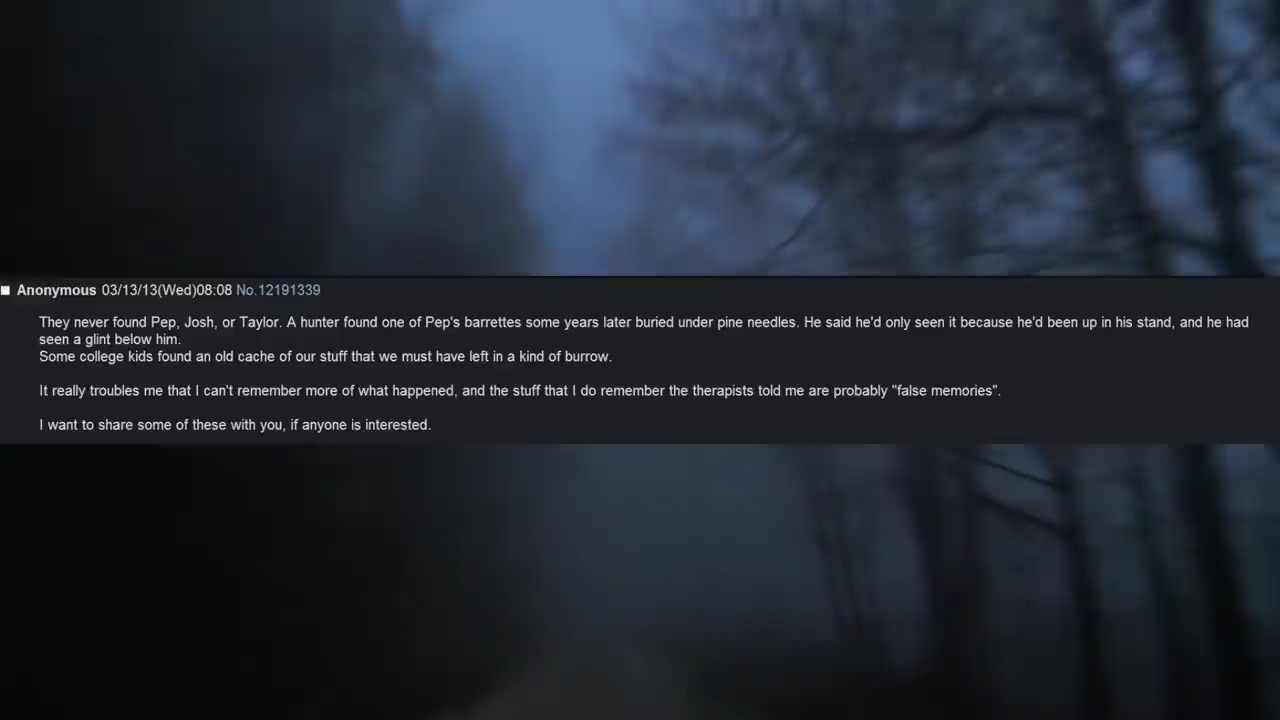 Anonymous 03/13/13(Wed)08:08 No.12191339
They never found Pep, Josh, or Taylor. A hunter found one of Pep's barrettes some years later buried under pine needles. He said he'd only seen it because he'd been up in his stand, and he had
seen a glint below him.
Some college kids found an old cache of our stuff that we must have left in a kind of burrow.
It really troubles me that I can't remember more of what happened, and the stuff that I do remember the therapists told me are probably "false memories".
I want to share some of these with you, if anyone is interested.